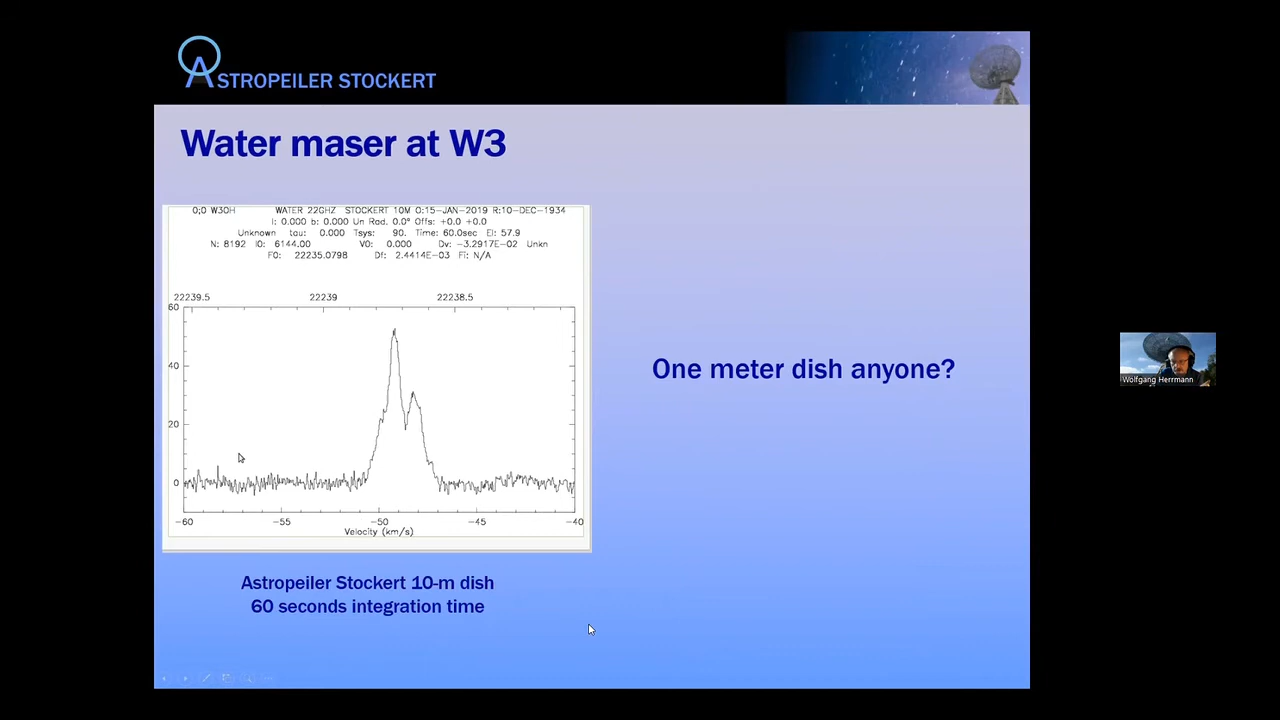 ASTROPEILER STOCKERT
Water maser at W3
0;0 W3OH WATER 22GHZ STOCKERT 10M O:15-JAN-2019 R:10-DEC-1934
l: 0.000 b: 0.000 Un Rad. 0.0° Offs: +0.0 +0.0
Unknown tau: 0.000 Tsys: 90. Time: 60.0sec El: 57.9
N: 8192 I0: 6144.00 V0: 0.000 Dv: -3.2917E-02 Unkn
F0: 22235.0798 Df: 2.4414E-03 Fi: N/A
22239.5 22239 22238.5
60
40
20
0
-60 -55 -50 -45 -40
Velocity (km/s)
One meter dish anyone?
Wolfgang Herrmann
Astropeiler Stockert 10-m dish
60 seconds integration time